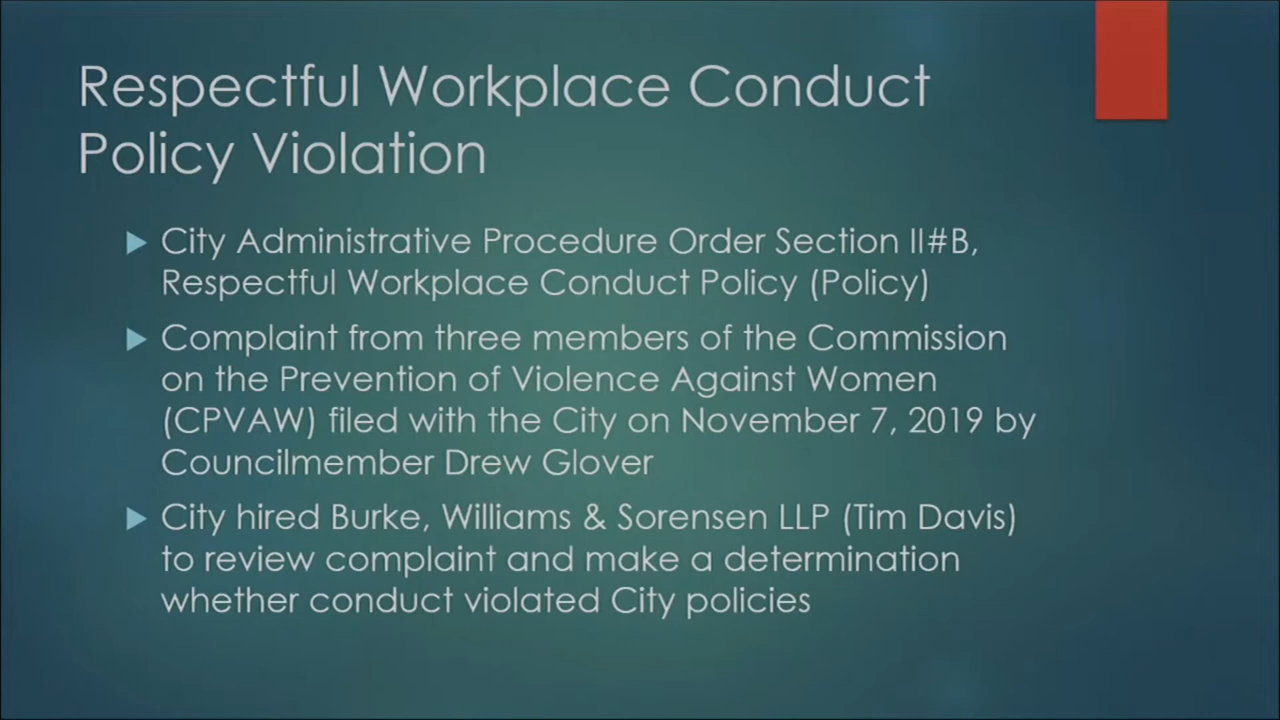 Respectful Workplace Conduct
Policy Violation
City Administrative Procedure Order Section II#B,
Respectful Workplace Conduct Policy (Policy)
Complaint from three members of the Commission
on the Prevention of Violence Against Women
(CPVAW) filed with the City on November 7, 2019 by
Councilmember Drew Glover
City hired Burke, Williams & Sorensen LLP (Tim Davis)
to review complaint and make a determination
whether conduct violated City policies